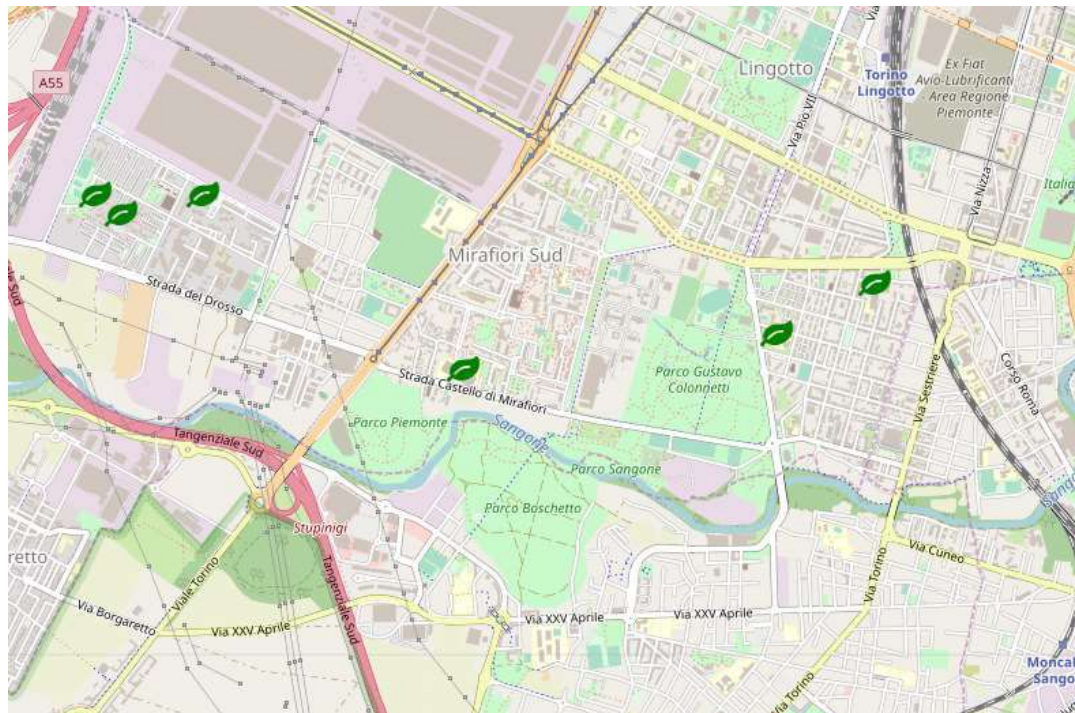 A55
Lingotto
Torino
Lingotto
Ex Fiat
Avio-Lubrificanti
- Area Regione
Piemonte
Via Pio VII
Via Nizza
Italia
Mirafiori Sud
Strada del Drosso
Strada Castello di Mirafiori
Parco Gustavo
Colonnetti
Via Sestriere
Corso Roma
Parco Piemonte
Sangone
Parco Sangone
Tangenziale Sud
Parco Boschetto
Stupinigi
Viale Torino
Tangenziale Sud
Via Cuneo
Via Torino
Via Borgaretto
Via XXV Aprile
Via XXV Aprile
Via XXV Aprile
Via Torino